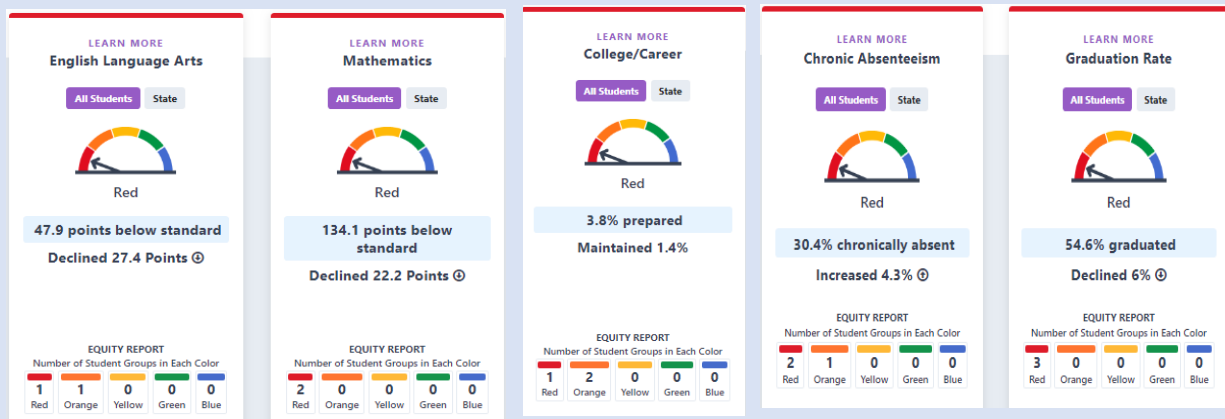 LEARN MORE
English Language Arts
All Students State
Red
47.9 points below standard
Declined 27.4 Points
EQUITY REPORT
Number of Student Groups in Each Color
1 1 0 0 0
Red Orange Yellow Green Blue
LEARN MORE
Mathematics
All Students State
Red
134.1 points below
standard
Declined 22.2 Points
EQUITY REPORT
Number of Student Groups in Each Color
2 0 0 0 0
Red Orange Yellow Green Blue
LEARN MORE
College/Career
All Students State
Red
3.8% prepared
Maintained 1.4%
EQUITY REPORT
Number of Student Groups in Each Color
1 2 0 0 0
Red Orange Yellow Green Blue
LEARN MORE
Chronic Absenteeism
All Students State
Red
30.4% chronically absent
Increased 4.3%
EQUITY REPORT
Number of Student Groups in Each Color
2 1 0 0 0
Red Orange Yellow Green Blue
LEARN MORE
Graduation Rate
All Students State
Red
54.6% graduated
Declined 6%
EQUITY REPORT
Number of Student Groups in Each Color
3 0 0 0 0
Red Orange Yellow Green Blue